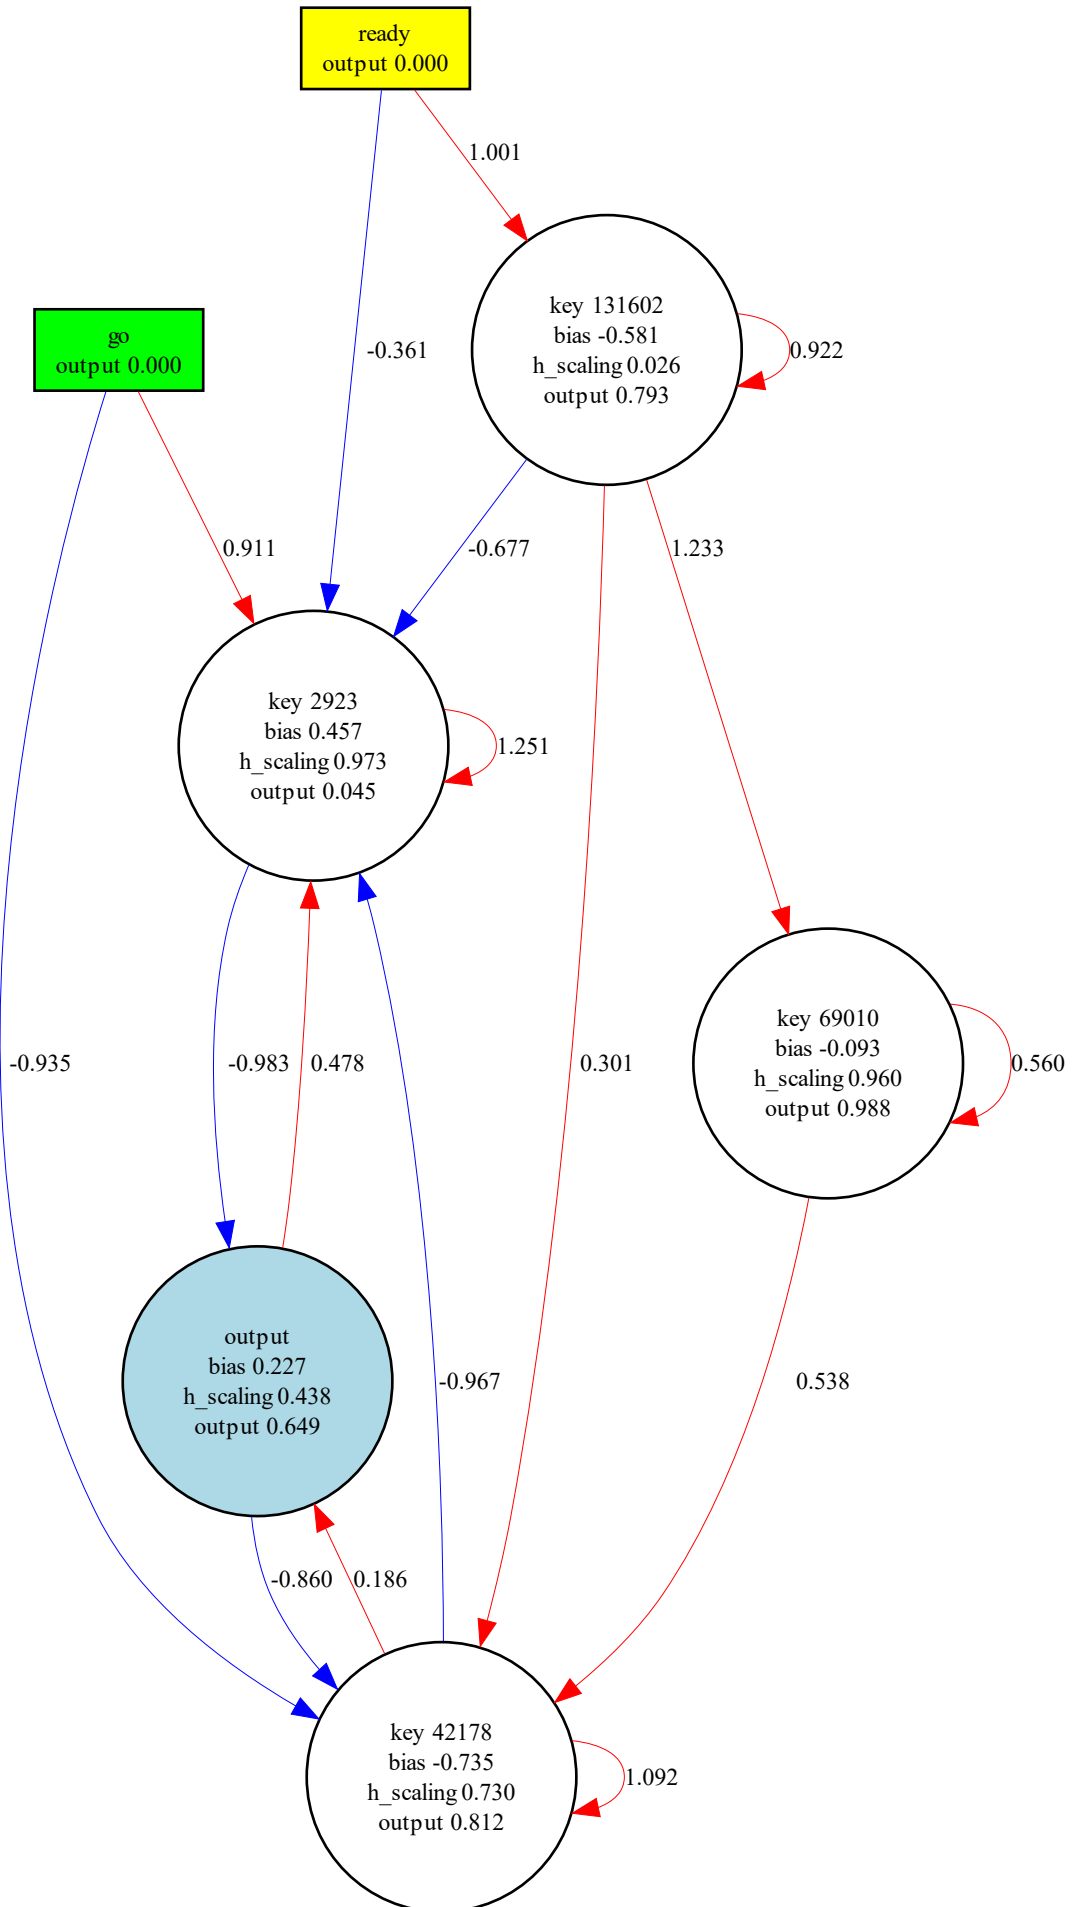 ready
output 0.000
1.001
key 131602
bias -0.581
h_scaling 0.026
output 0.793
0.922
go
output 0.000
-0.361
0.911
-0.677
1.233
key 2923
bias 0.457
h_scaling 0.973
output 0.045
1.251
key 69010
bias -0.093
h_scaling 0.960
output 0.988
0.560
-0.935
-0.983
0.478
0.301
output
bias 0.227
h_scaling 0.438
output 0.649
-0.967
0.538
-0.860
0.186
key 42178
bias -0.735
h_scaling 0.730
output 0.812
1.092